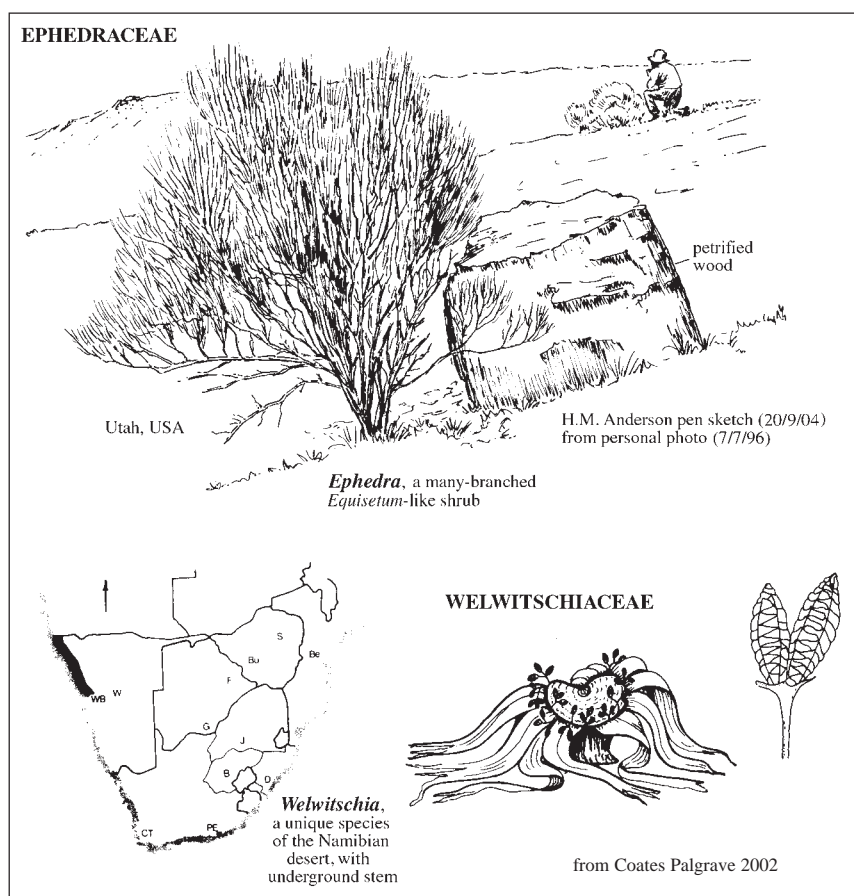 EPHEDRACEAE
petrified
wood
Utah, USA
H.M. Anderson pen sketch (20/9/04)
from personal photo (7/7/96)
Ephedra, a many-branched
Equisetum-like shrub
WELWITSCHIACEAE
S
Bu
Be
F
WB
W
G
J
B
D
CT
PE
Welwitschia,
a unique species
of the Namibian
desert, with
underground stem
from Coates Palgrave 2002